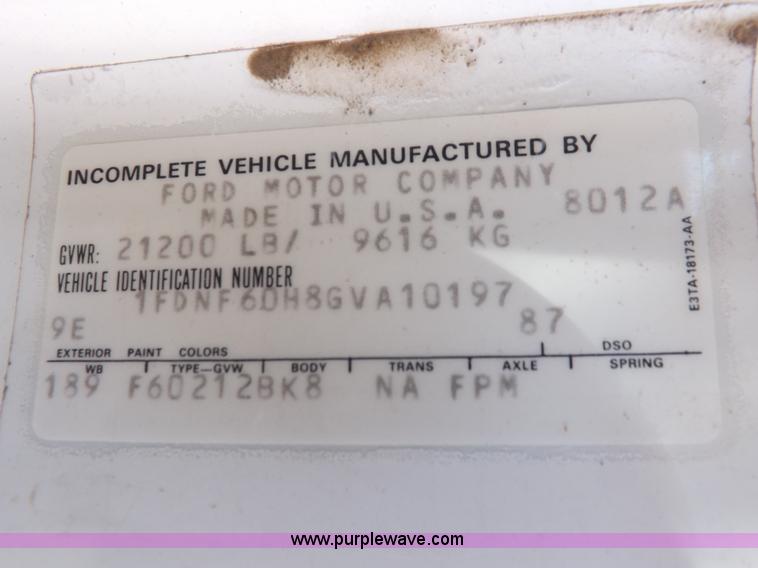 INCOMPLETE VEHICLE MANUFACTURED BY
FORD MOTOR COMPANY
MADE IN U.S.A. 8012A
GVWR: 21200 LB/ 9616 KG
VEHICLE IDENTIFICATION NUMBER
1FDNF60H8GVA10197
9E 87
EXTERIOR PAINT COLORS DSO
WB TYPE—GVW BODY TRANS AXLE SPRING
189 F60212BK8 NA FPM
E3TA-18173-AA
www.purplewave.com